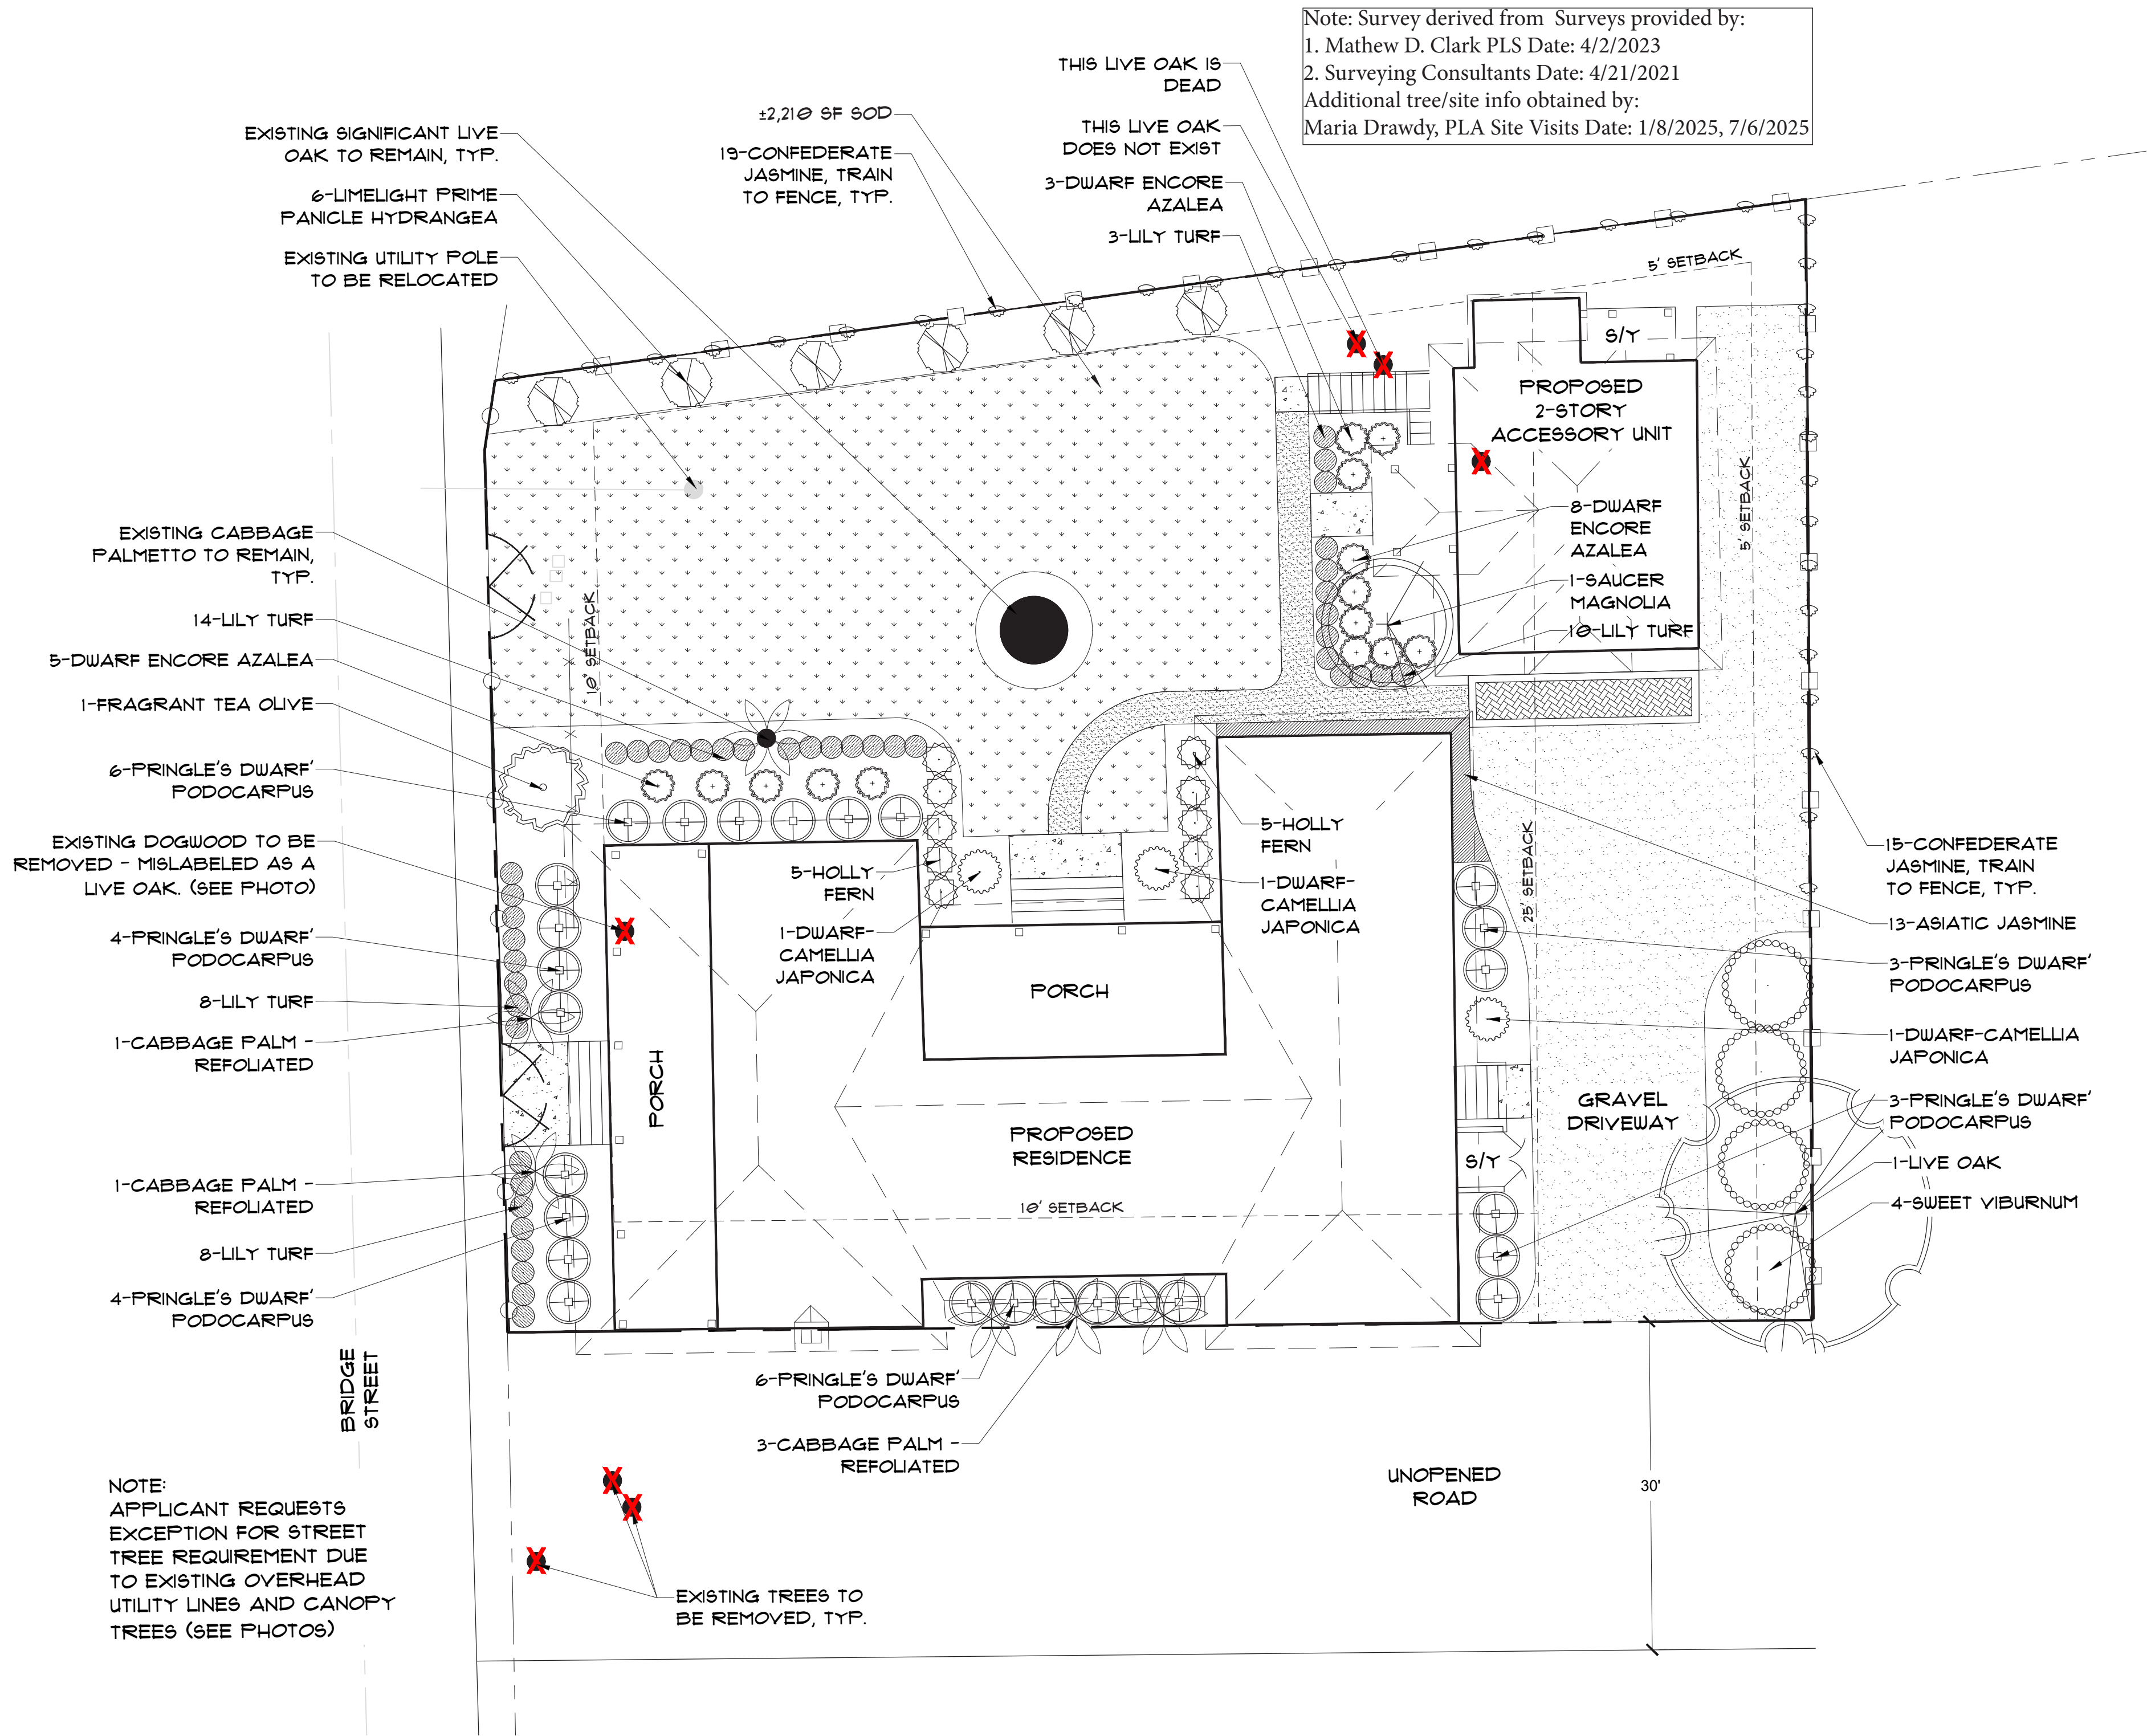 Note: Survey derived from  Surveys provided by:
1. Mathew D. Clark PLS Date: 4/2/2023
2. Surveying Consultants Date: 4/21/2021
Additional tree/site info obtained by:
Maria Drawdy, PLA Site Visits Date: 1/8/2025, 7/6/2025
THIS LIVE OAK IS
DEAD
THIS LIVE OAK
DOES NOT EXIST
3-DWARF ENCORE
AZALEA
3-LILY TURF
±2,210 SF SOD
19-CONFEDERATE
JASMINE, TRAIN
TO FENCE, TYP.
EXISTING SIGNIFICANT LIVE
OAK TO REMAIN, TYP.
6-LIMELIGHT PRIME
PANICLE HYDRANGEA
EXISTING UTILITY POLE
TO BE RELOCATED
5' SETBACK
S/Y
PROPOSED
2-STORY
ACCESSORY UNIT
5' SETBACK
8-DWARF
ENCORE
AZALEA
1-SAUCER
MAGNOLIA
10-LILY TURF
EXISTING CABBAGE
PALMETTO TO REMAIN,
TYP.
14-LILY TURF
5-DWARF ENCORE AZALEA
1-FRAGRANT TEA OLIVE
6-PRINGLE'S DWARF'
PODOCARPUS
EXISTING DOGWOOD TO BE
REMOVED - MISLABELED AS A
LIVE OAK. (SEE PHOTO)
4-PRINGLE'S DWARF'
PODOCARPUS
8-LILY TURF
1-CABBAGE PALM -
REFOLIATED
1-CABBAGE PALM -
REFOLIATED
8-LILY TURF
4-PRINGLE'S DWARF'
PODOCARPUS
10' SETBACK
5-HOLLY
FERN
1-DWARF-
CAMELLIA
JAPONICA
5-HOLLY
FERN
1-DWARF-
CAMELLIA
JAPONICA
PORCH
PORCH
PROPOSED
RESIDENCE
10' SETBACK
25' SETBACK
GRAVEL
DRIVEWAY
S/Y
15-CONFEDERATE
JASMINE, TRAIN
TO FENCE, TYP.
13-ASIATIC JASMINE
3-PRINGLE'S DWARF'
PODOCARPUS
1-DWARF-CAMELLIA
JAPONICA
3-PRINGLE'S DWARF'
PODOCARPUS
1-LIVE OAK
4-SWEET VIBURNUM
6-PRINGLE'S DWARF'
PODOCARPUS
3-CABBAGE PALM -
REFOLIATED
BRIDGE
STREET
UNOPENED
ROAD
30'
NOTE:
APPLICANT REQUESTS
EXCEPTION FOR STREET
TREE REQUIREMENT DUE
TO EXISTING OVERHEAD
UTILITY LINES AND CANOPY
TREES (SEE PHOTOS)
EXISTING TREES TO
BE REMOVED, TYP.